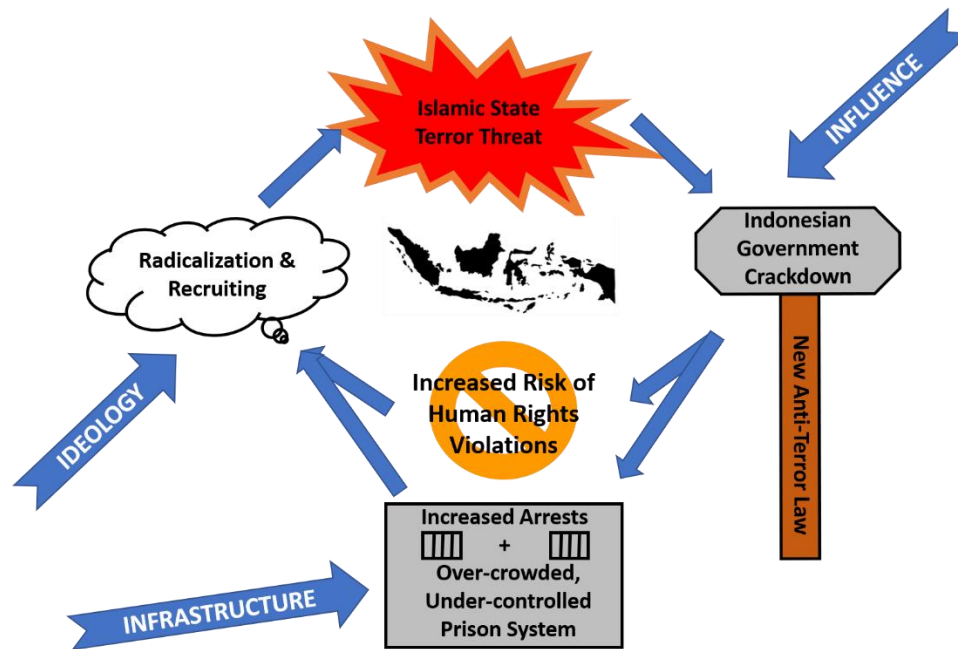 Islamic State
Terror Threat
INFLUENCE
Indonesian
Government
Crackdown
New Anti-Terror Law
Radicalization &
Recruiting
IDEOLOGY
Increased Risk of
Human Rights
Violations
Increased Arrests
+
Over-crowded,
Under-controlled
Prison System
INFRASTRUCTURE